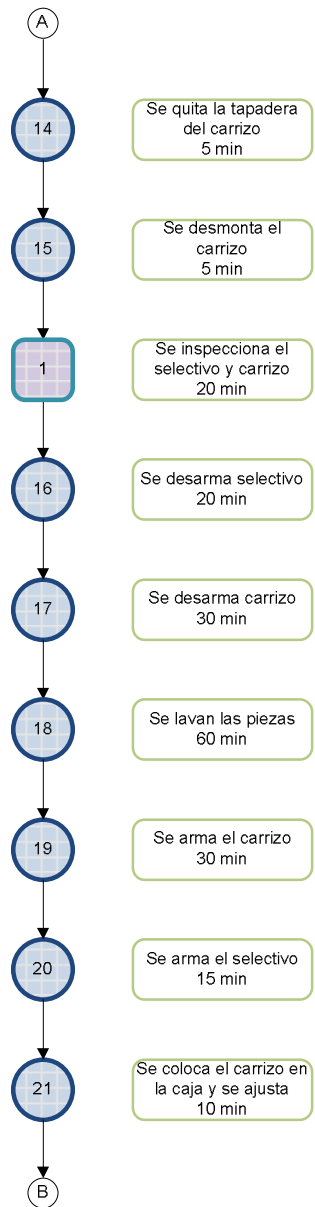 A
14
Se quita la tapadera
del carrizo
5 min
15
Se desmonta el
carrizo
5 min
1
Se inspecciona el
selectivo y carrizo
20 min
16
Se desarma selectivo
20 min
17
Se desarma carrizo
30 min
18
Se lavan las piezas
60 min
19
Se arma el carrizo
30 min
20
Se arma el selectivo
15 min
21
Se coloca el carrizo en
la caja y se ajusta
10 min
B